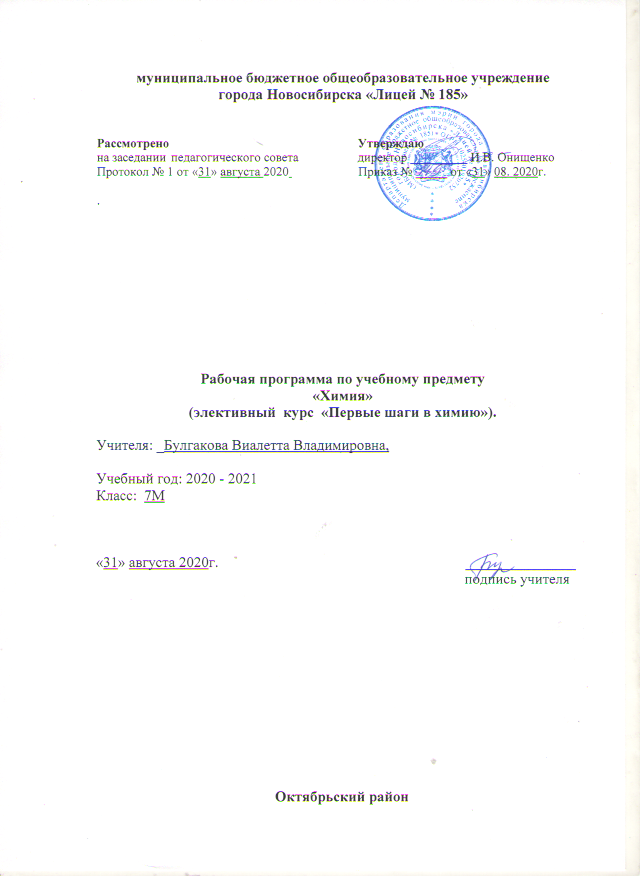 муниципальное бюджетное общеобразовательное учреждение
города Новосибирска «Лицей № 185»
Рассмотрено
на заседании педагогического совета
Протокол № 1 от «31» августа 2020
Утверждаю
директор И.В. Онищенко
Приказ № от «31» 08. 2020г.
Рабочая программа по учебному предмету
«Химия»
(элективный курс «Первые шаги в химию»).
Учителя: _Булгакова Виалетта Владимировна,
Учебный год: 2020 - 2021
Класс: 7М
«31» августа 2020г.
подпись учителя
Октябрьский район